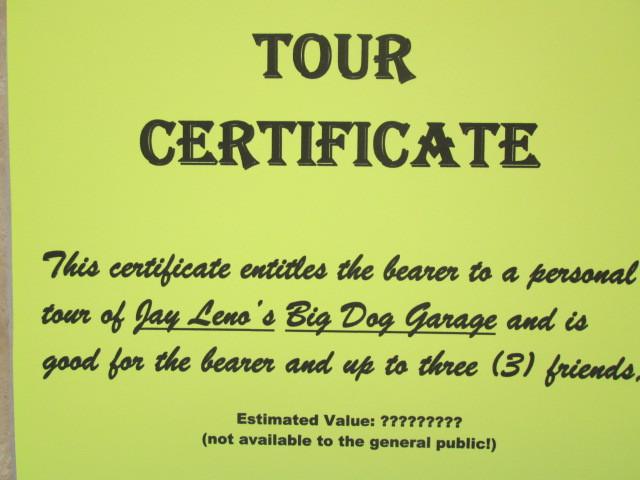 TOUR
CERTIFICATE
This certificate entitles the bearer to a personal
tour of Jay Leno's Big Dog Garage and is
good for the bearer and up to three (3) friends.
Estimated Value: ?????????
(not available to the general public!)